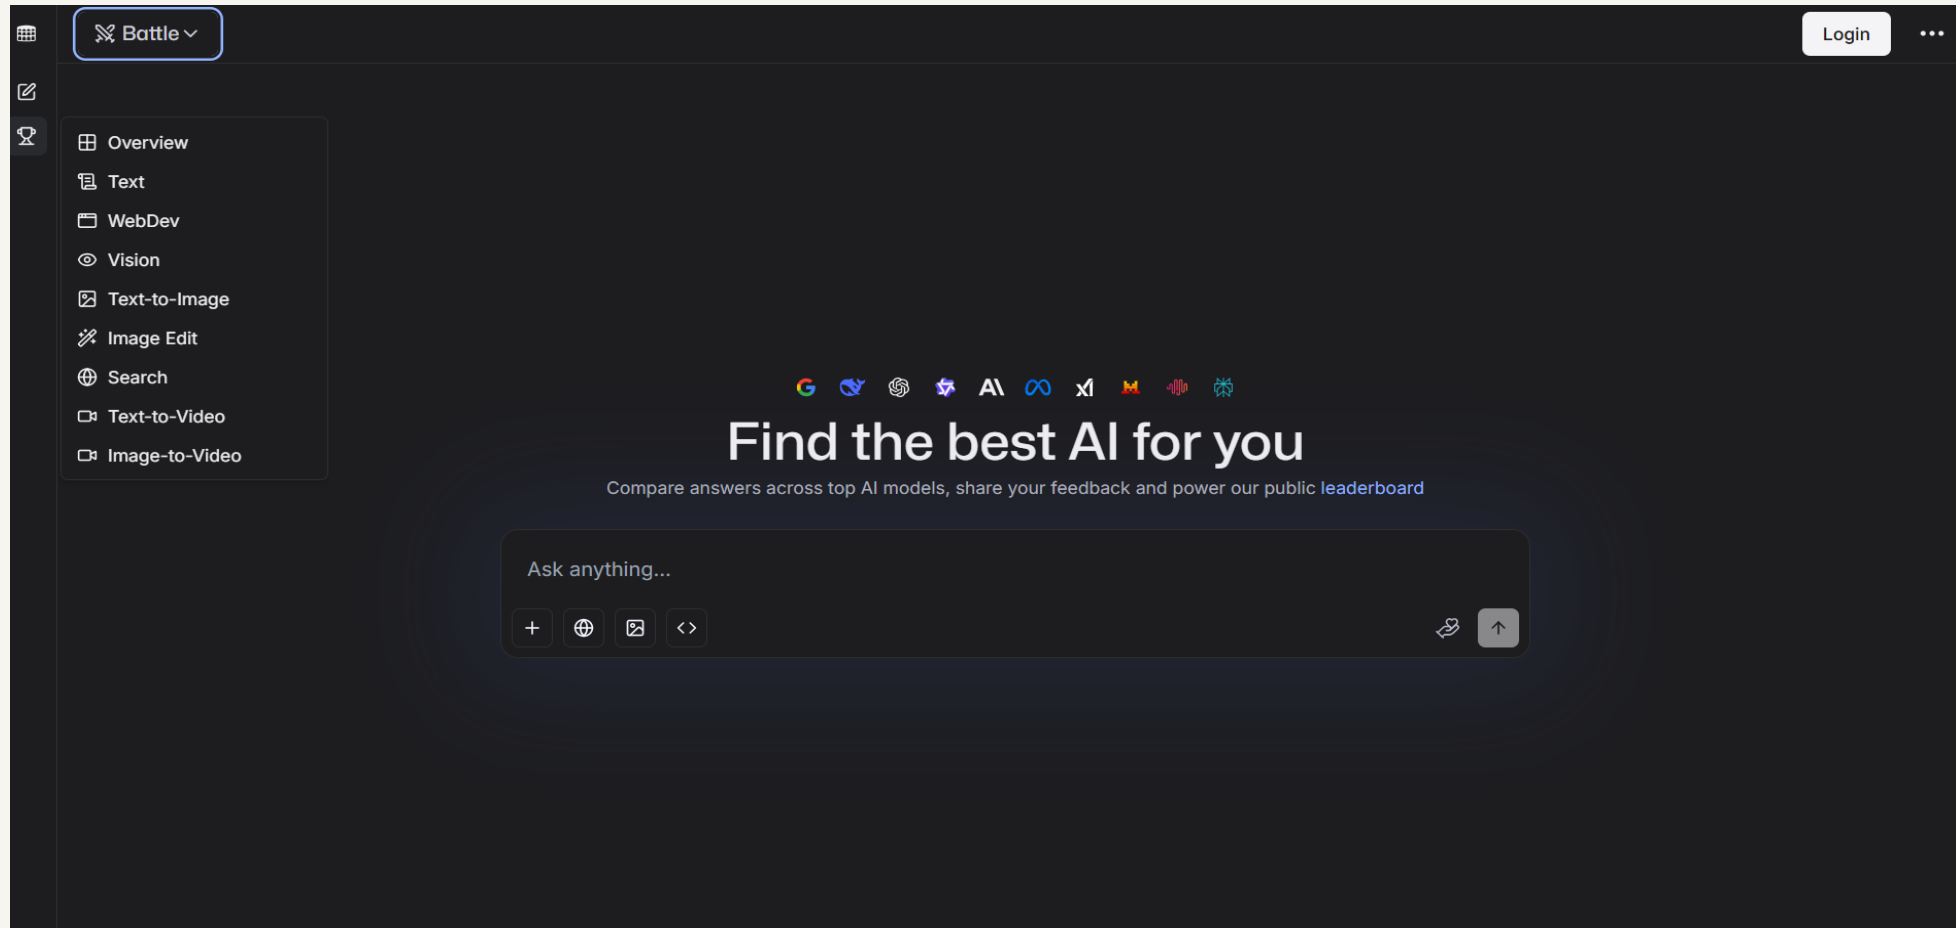 Battle
Login
Overview
Text
WebDev
Vision
Text-to-Image
Image Edit
Search
Text-to-Video
Image-to-Video
Find the best AI for you
Compare answers across top AI models, share your feedback and power our public leaderboard
Ask anything...